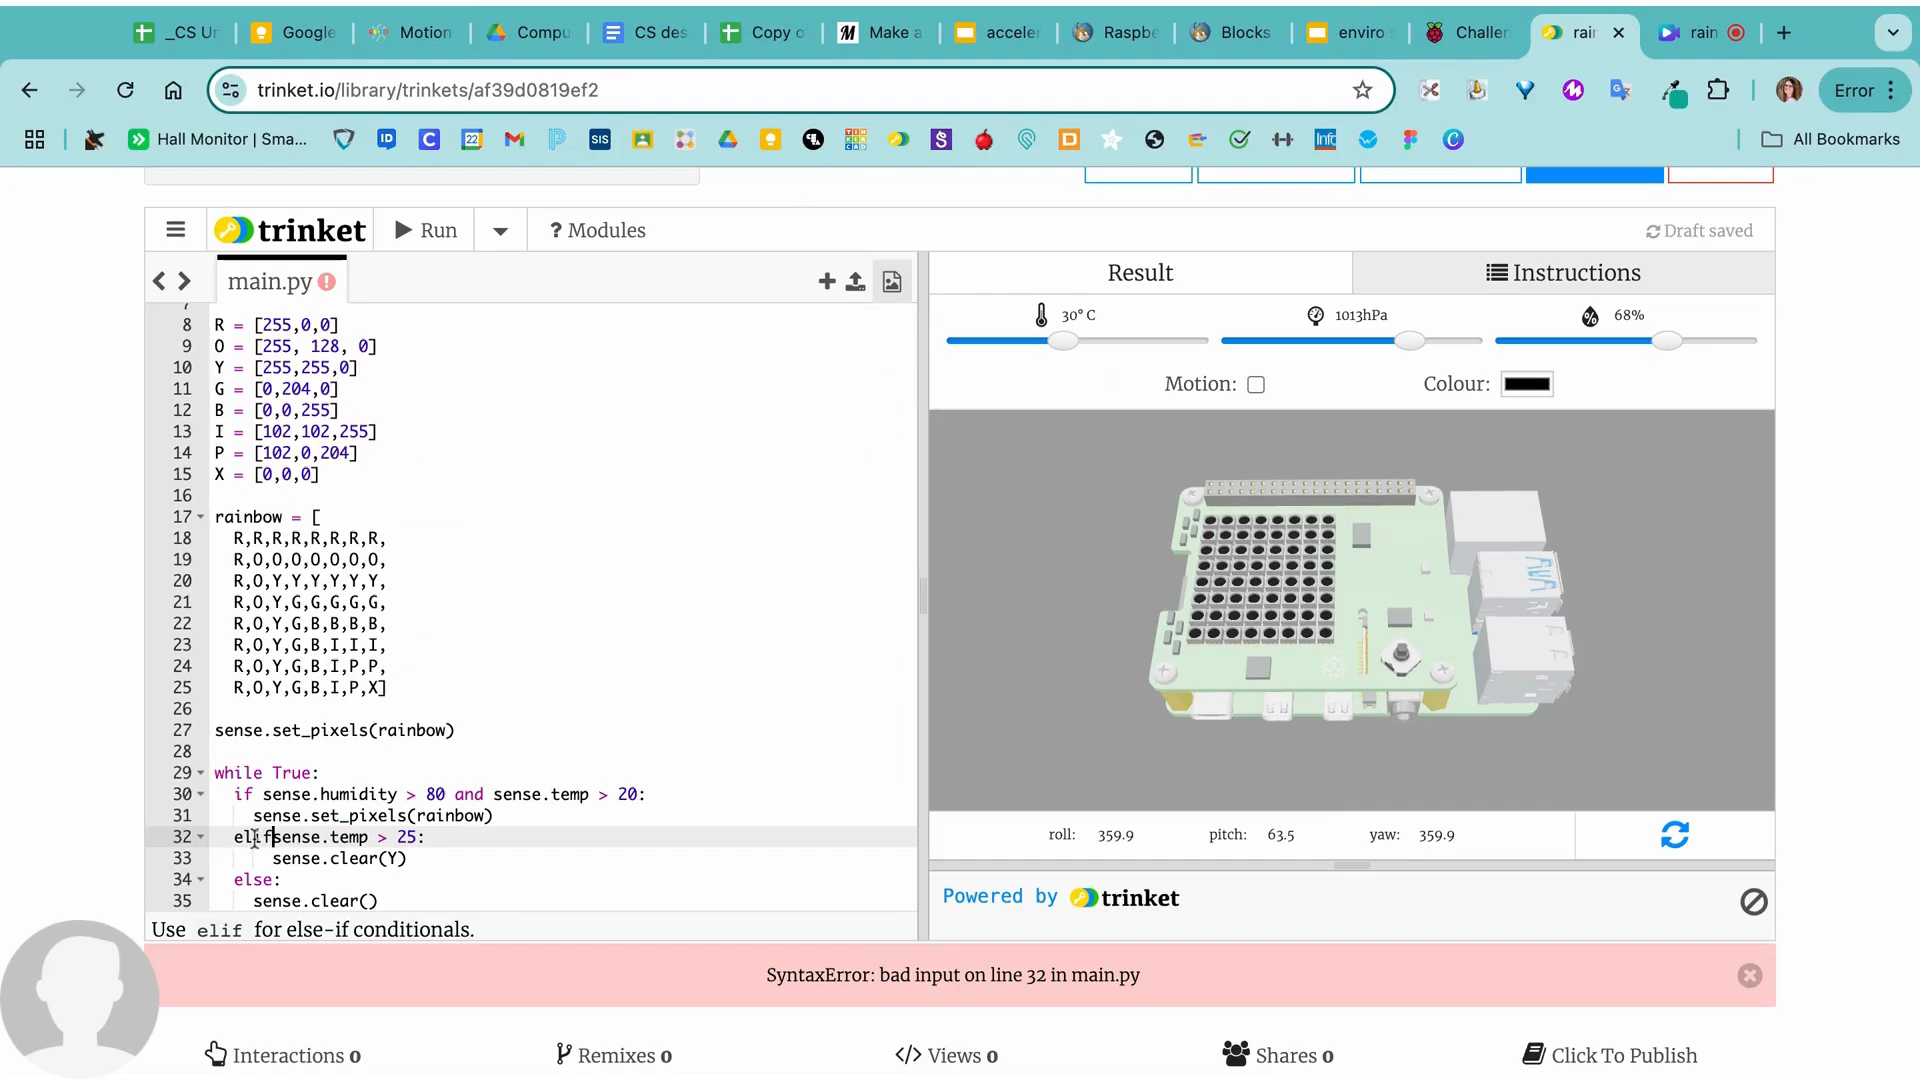 _CS Un
Google
Motion
Compu
CS des
Copy o
Make a
acceler
Raspbe
Blocks
enviro s
Challen
rain
rain
trinket.io/library/trinkets/af39d0819ef2
Error
Hall Monitor | Sma...
All Bookmarks
trinket
Run
? Modules
Draft saved
main.py
Result
Instructions
30° C
1013hPa
68%
Motion:
Colour:
7
8 R = [255,0,0]
9 O = [255, 128, 0]
10 Y = [255,255,0]
11 G = [0,204,0]
12 B = [0,0,255]
13 I = [102,102,255]
14 P = [102,0,204]
15 X = [0,0,0]
16
17 rainbow = [
18 R,R,R,R,R,R,R,R,
19 R,O,O,O,O,O,O,O,
20 R,O,Y,Y,Y,Y,Y,Y,
21 R,O,Y,G,G,G,G,G,
22 R,O,Y,G,B,B,B,B,
23 R,O,Y,G,B,I,I,I,
24 R,O,Y,G,B,I,P,P,
25 R,O,Y,G,B,I,P,X]
26
27 sense.set_pixels(rainbow)
28
29 while True:
30 if sense.humidity > 80 and sense.temp > 20:
31 sense.set_pixels(rainbow)
32 elifsense.temp > 25:
33 sense.clear(Y)
34 else:
35 sense.clear()
Use elif for else-if conditionals.
roll: 359.9 pitch: 63.5 yaw: 359.9
Powered by trinket
SyntaxError: bad input on line 32 in main.py
Interactions 0
Remixes 0
Views 0
Shares 0
Click To Publish